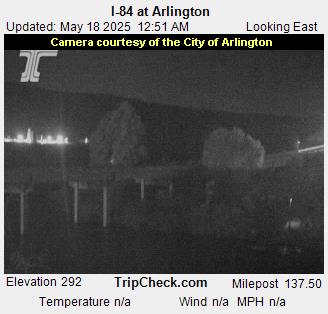 I-84 at Arlington
Updated: May 18 2025 12:51 AM Looking East
Camera courtesy of the City of Arlington
Elevation 292 TripCheck.com Milepost 137.50
Temperature n/a Wind n/a MPH n/a